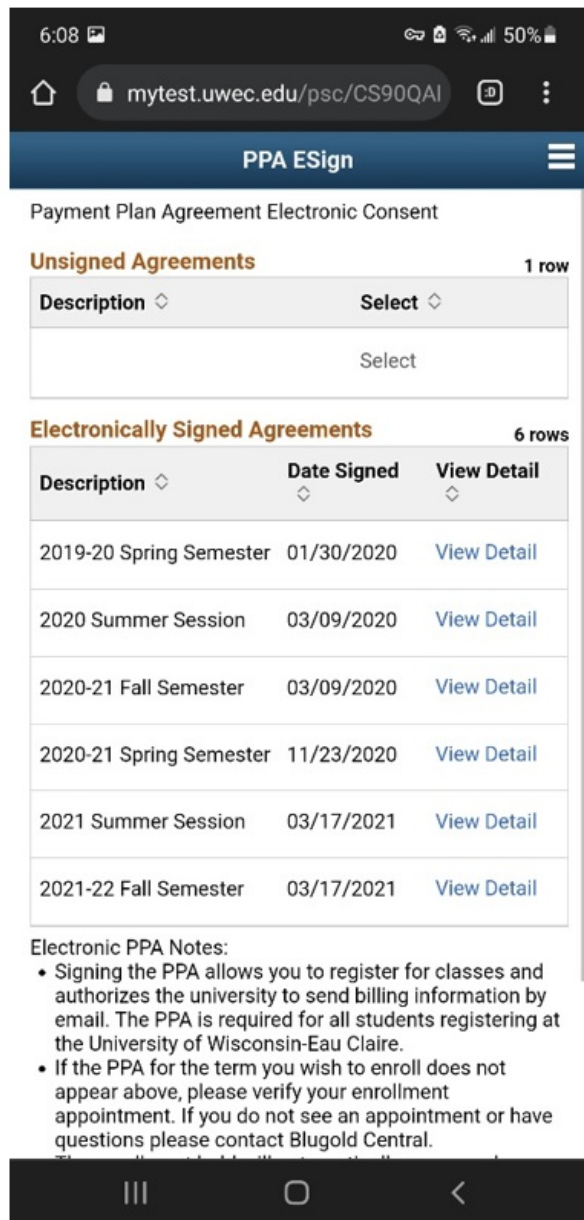 6:08 50%
mytest.uwec.edu/psc/CS90QAI :D
PPA ESign
Payment Plan Agreement Electronic Consent
Unsigned Agreements 1 row
Description Select
Select
Electronically Signed Agreements 6 rows
Description Date Signed View Detail
2019-20 Spring Semester 01/30/2020 View Detail
2020 Summer Session 03/09/2020 View Detail
2020-21 Fall Semester 03/09/2020 View Detail
2020-21 Spring Semester 11/23/2020 View Detail
2021 Summer Session 03/17/2021 View Detail
2021-22 Fall Semester 03/17/2021 View Detail
Electronic PPA Notes:
• Signing the PPA allows you to register for classes and
authorizes the university to send billing information by
email. The PPA is required for all students registering at
the University of Wisconsin-Eau Claire.
• If the PPA for the term you wish to enroll does not
appear above, please verify your enrollment
appointment. If you do not see an appointment or have
questions please contact Blugold Central.